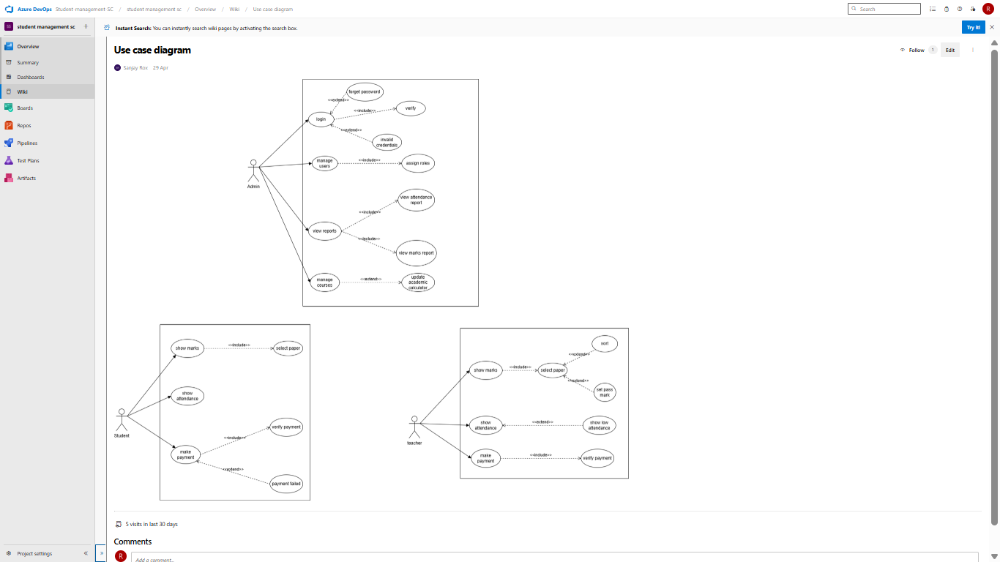 Azure DevOps Student-management-SC / student management sc / Overview / Wiki / Use case diagram
Search
R
SS student management sc +
Instant Search: You can instantly search wiki pages by activating the search box.
Try it!
Overview
Summary
Dashboards
Wiki
Boards
Repos
Pipelines
Test Plans
Artifacts
Project settings
Use case diagram
Follow 1 Edit
Sanjay Rox 29 Apr
forget password
<<extend>>
<<include>>
verify
login
<<extend>>
invalid
credentials
manage
users
<<include>>
assign roles
Admin
view attendance
report
<<include>>
view reports
<<include>>
view marks report
manage
courses
<<extend>>
update
academic
calculator
show marks
<<include>>
select paper
show
attendance
Student
verify payment
<<include>>
make
payment
<<extend>>
payment failed
sort
<<extend>>
show marks
<<include>>
select paper
<<extend>>
set pass
mark
teacher
show
attendance
<<extend>>
show low
attendance
make
payment
<<include>>
verify payment
5 visits in last 30 days
Comments
R
Add a comment...